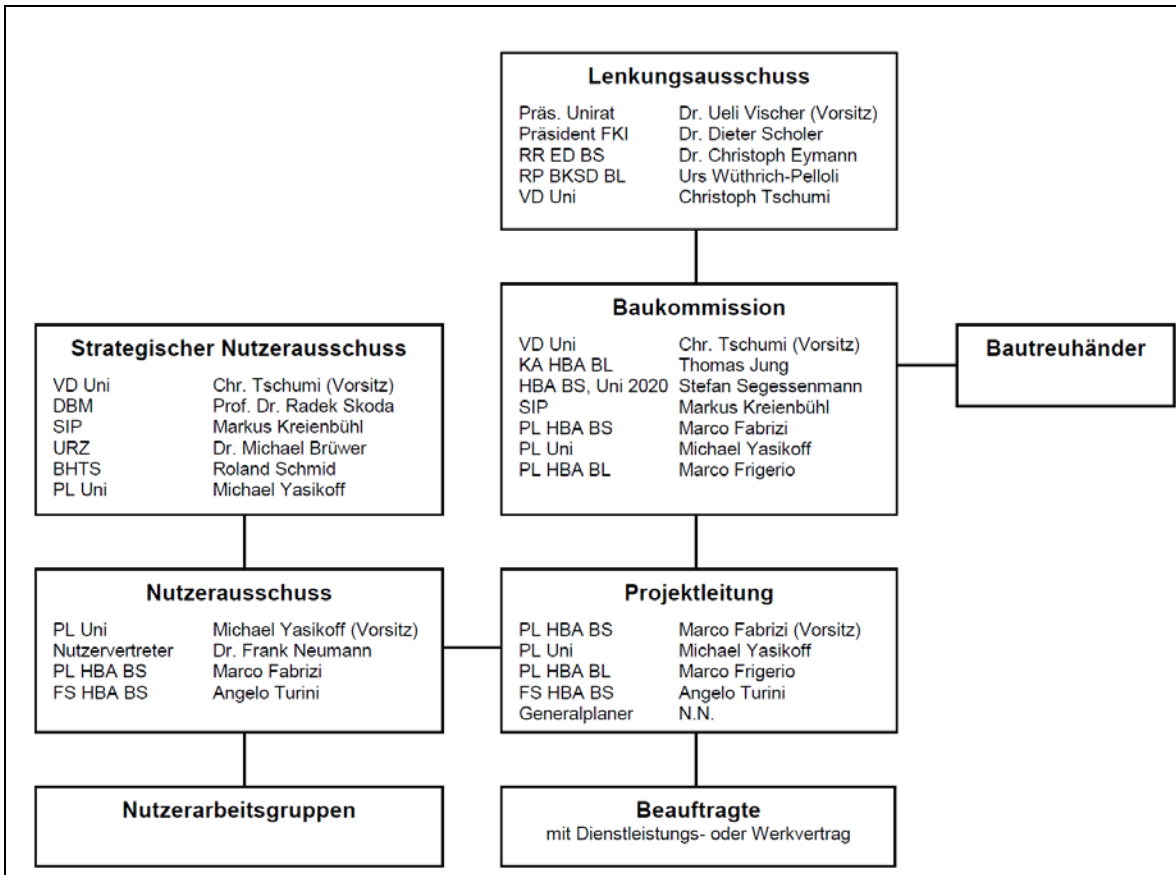 Lenkungsausschuss
Präs. Unirat Dr. Ueli Vischer (Vorsitz)
Präsident FKI Dr. Dieter Scholer
RR ED BS Dr. Christoph Eymann
RP BKSD BL Urs Wüthrich-Pelloli
VD Uni Christoph Tschumi
Baukommission
VD Uni Chr. Tschumi (Vorsitz)
KA HBA BL Thomas Jung
HBA BS, Uni 2020 Stefan Segessenmann
SIP Markus Kreienbühl
PL HBA BS Marco Fabrizi
PL Uni Michael Yasikoff
PL HBA BL Marco Frigerio
Bautreuhänder
Strategischer Nutzerausschuss
VD Uni Chr. Tschumi (Vorsitz)
DBM Prof. Dr. Radek Skoda
SIP Markus Kreienbühl
URZ Dr. Michael Brüwer
BHTS Roland Schmid
PL Uni Michael Yasikoff
Nutzerausschuss
PL Uni Michael Yasikoff (Vorsitz)
Nutzervertreter Dr. Frank Neumann
PL HBA BS Marco Fabrizi
FS HBA BS Angelo Turini
Projektleitung
PL HBA BS Marco Fabrizi (Vorsitz)
PL Uni Michael Yasikoff
PL HBA BL Marco Frigerio
FS HBA BS Angelo Turini
Generalplaner N.N.
Nutzerarbeitsgruppen
Beauftragte
mit Dienstleistungs- oder Werkvertrag